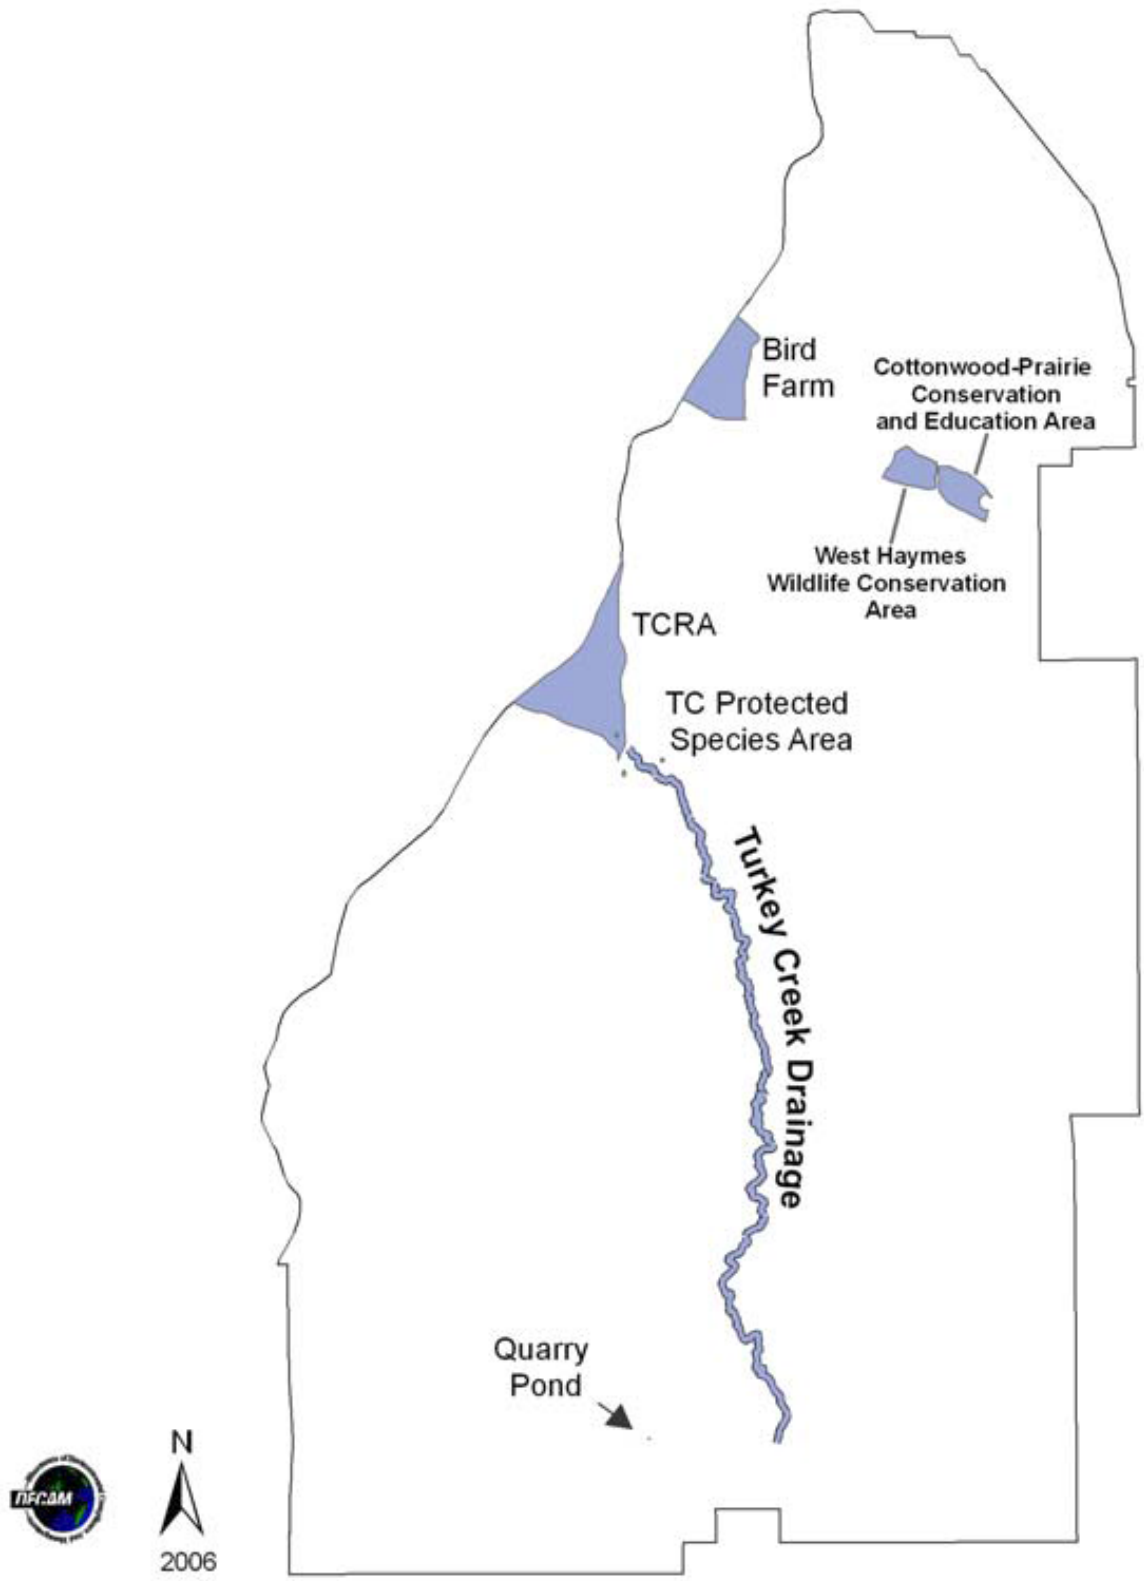 Bird
Farm
Cottonwood-Prairie
Conservation
and Education Area
West Haymes
Wildlife Conservation
Area
TCRA
TC Protected
Species Area
Turkey Creek Drainage
Quarry
Pond
N
2006
DECAM